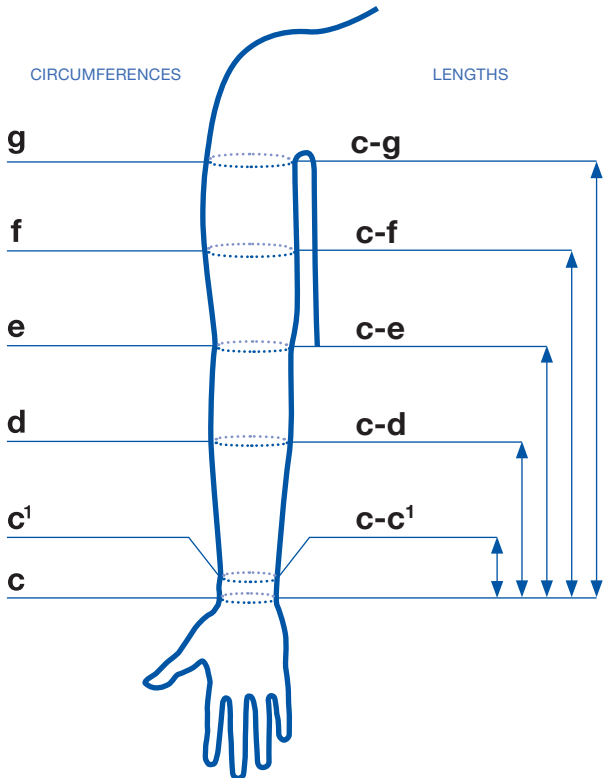 CIRCUMFERENCES LENGTHS
g c-g
f c-f
e c-e
d c-d
c¹ c-c¹
c